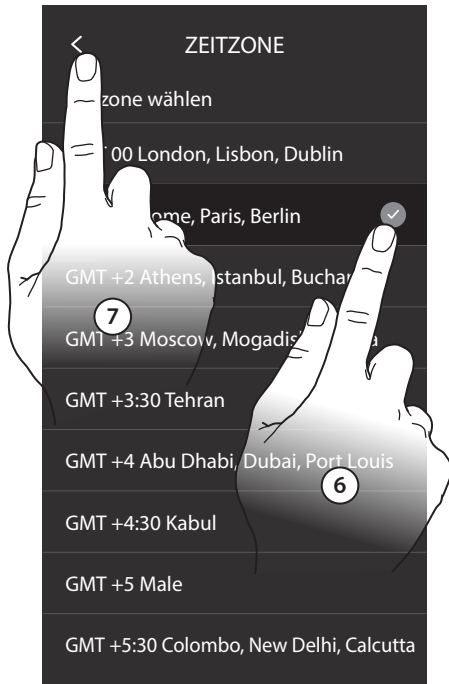 ZEITZONE
zone wählen
00 London, Lisbon, Dublin
ome, Paris, Berlin
GMT +2 Athens, Istanbul, Buchar
GMT +3 Moscow, Mogadis
GMT +3:30 Tehran
GMT +4 Abu Dhabi, Dubai, Port Louis
GMT +4:30 Kabul
GMT +5 Male
GMT +5:30 Colombo, New Delhi, Calcutta
7
6